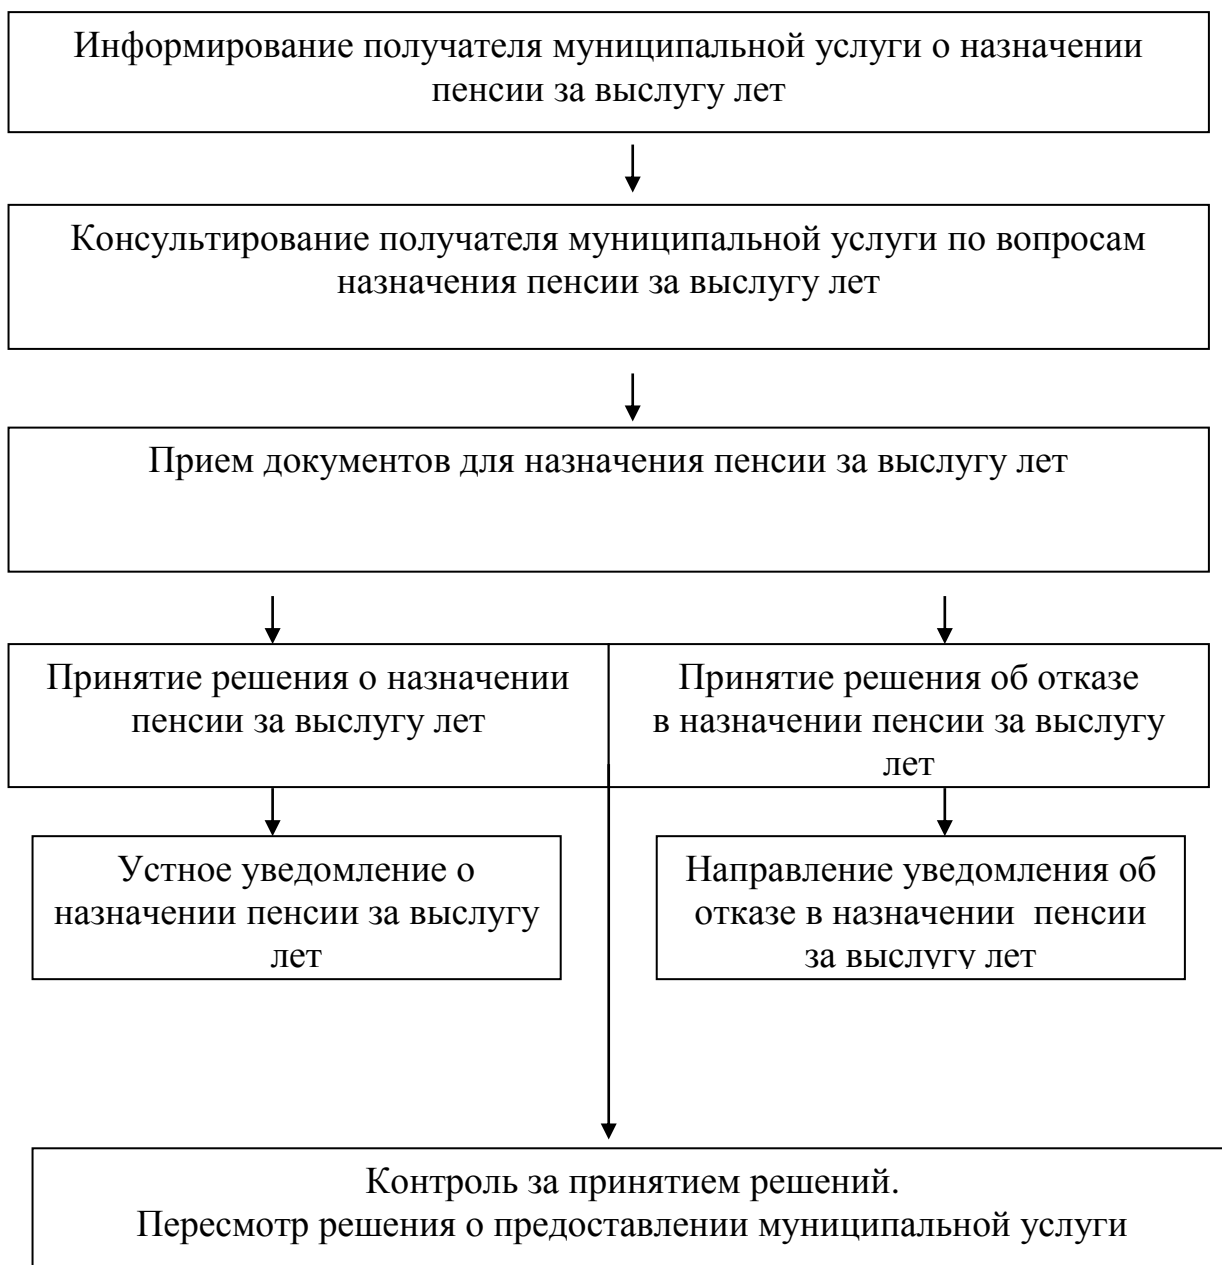 Информирование получателя муниципальной услуги о назначении
пенсии за выслугу лет
Консультирование получателя муниципальной услуги по вопросам
назначения пенсии за выслугу лет
Прием документов для назначения пенсии за выслугу лет
Принятие решения о назначении
пенсии за выслугу лет
Принятие решения об отказе
в назначении пенсии за выслугу
лет
Устное уведомление о
назначении пенсии за выслугу
лет
Направление уведомления об
отказе в назначении пенсии
за выслугу лет
Контроль за принятием решений.
Пересмотр решения о предоставлении муниципальной услуги